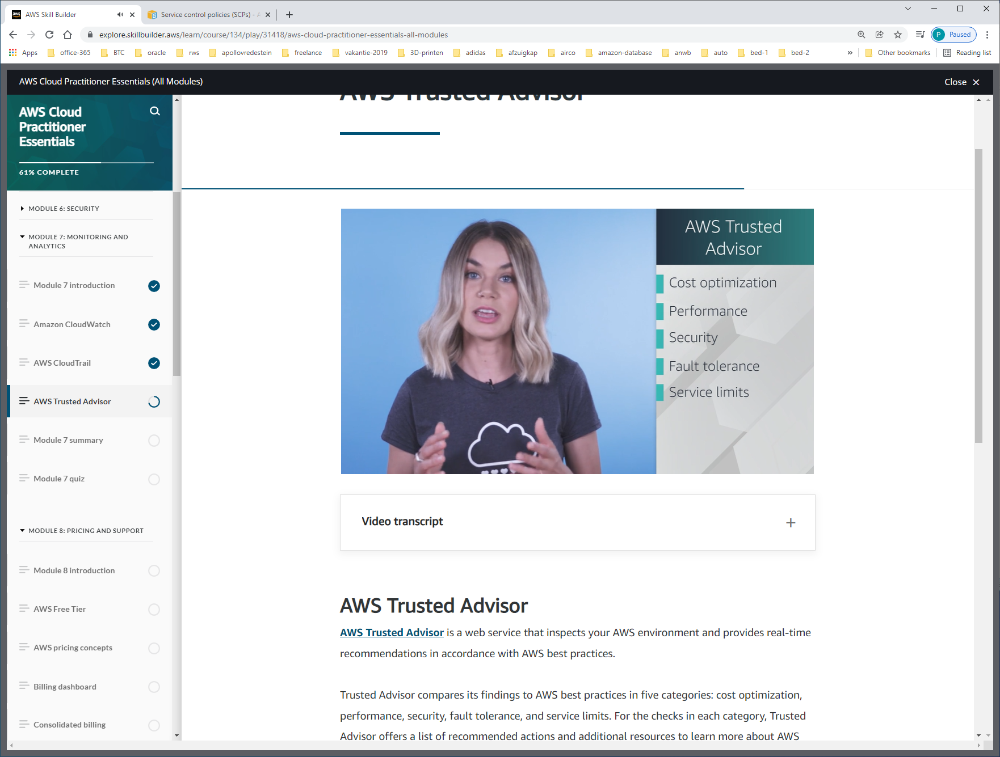 AWS Skill Builder
Service control policies (SCPs) -
explore.skillbuilder.aws/learn/course/134/play/31418/aws-cloud-practitioner-essentials-all-modules
P Paused
Apps office-365 BTC oracle rws apollovredestein freelance vakantie-2019 3D-printen adidas afzuigkap airco amazon-database anwb auto bed-1 bed-2 » Other bookmarks Reading list
AWS Cloud Practitioner Essentials (All Modules)
Close
AWS Cloud
Practitioner
Essentials
61% COMPLETE
MODULE 6: SECURITY
MODULE 7: MONITORING AND
ANALYTICS
Module 7 introduction
Amazon CloudWatch
AWS CloudTrail
AWS Trusted Advisor
Module 7 summary
Module 7 quiz
MODULE 8: PRICING AND SUPPORT
Module 8 introduction
AWS Free Tier
AWS pricing concepts
Billing dashboard
Consolidated billing
AWS Trusted Advisor
AWS Trusted
Advisor
Cost optimization
Performance
Security
Fault tolerance
Service limits
Video transcript
AWS Trusted Advisor
AWS Trusted Advisor is a web service that inspects your AWS environment and provides real-time
recommendations in accordance with AWS best practices.
Trusted Advisor compares its findings to AWS best practices in five categories: cost optimization,
performance, security, fault tolerance, and service limits. For the checks in each category, Trusted
Advisor offers a list of recommended actions and additional resources to learn more about AWS